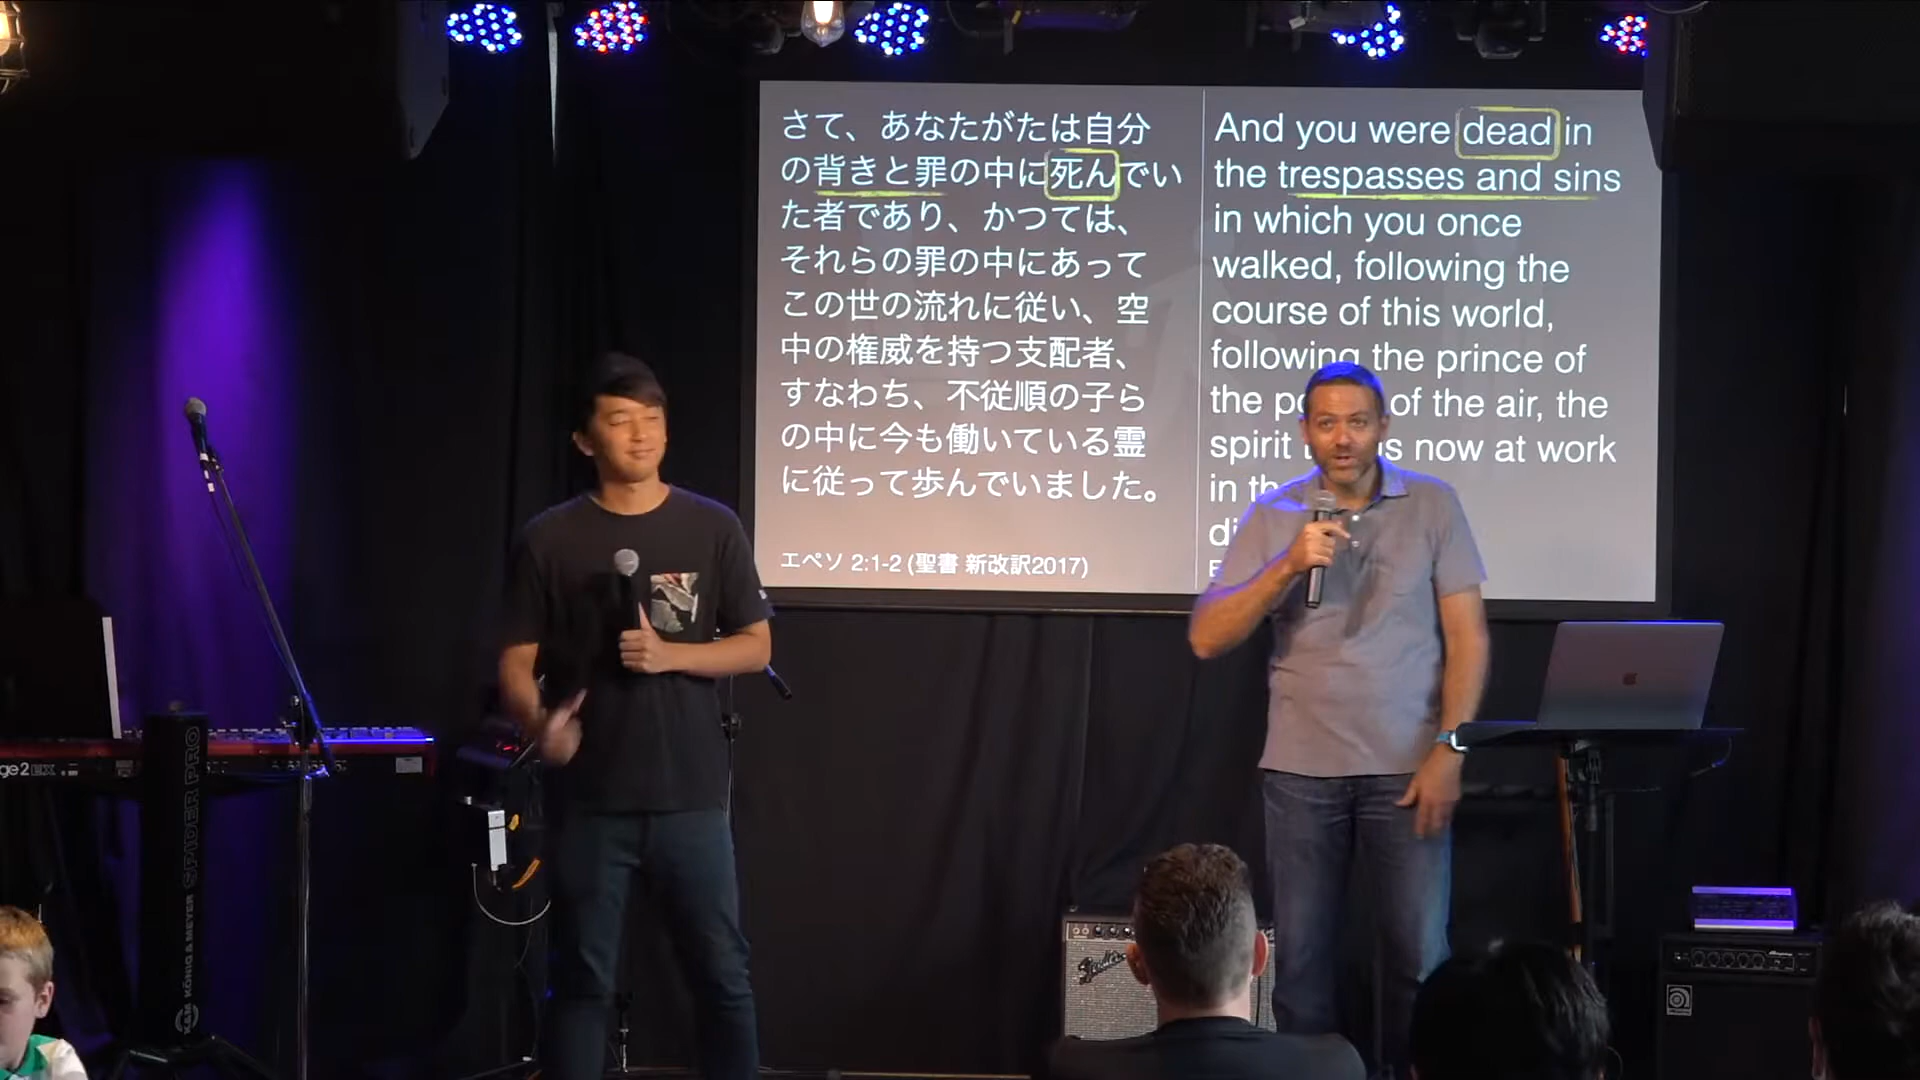 さて、あなたがたは自分
の背きと罪の中に死んでい
た者であり、かつては、
それらの罪の中にあって
この世の流れに従い、空
中の権威を持つ支配者、
すなわち、不従順の子ら
の中に今も働いている霊
に従って歩んでいました。
エペソ 2:1-2 (聖書 新改訳2017)
And you were dead in
the trespasses and sins
in which you once
walked, following the
course of this world,
following the prince of
the of the air, the
spirit now at work
in
SPIDER PRO
KÖNIG & MEYER
K&M
Fender
Ampeg